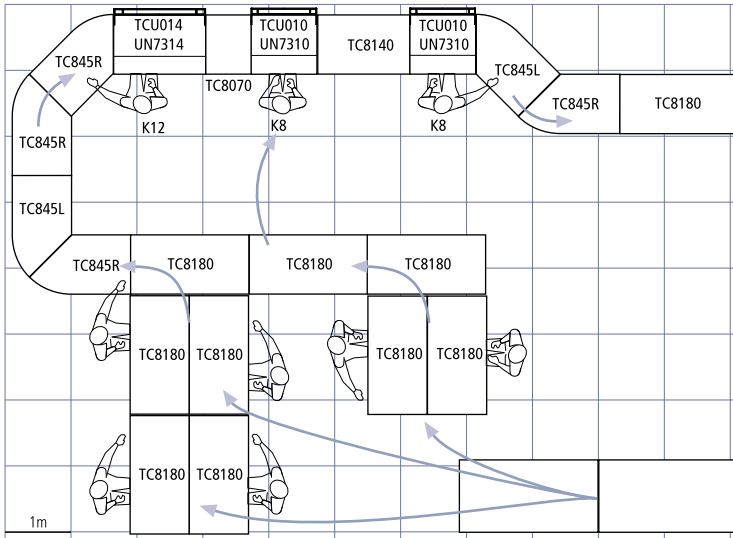 TCU014
UN7314
TCU010
UN7310
TC8140
TCU010
UN7310
TC845R
TC8070
TC845L
TC845R
TC8180
K12
K8
K8
TC845R
TC845L
TC845R
TC8180
TC8180
TC8180
TC8180
TC8180
TC8180
TC8180
TC8180
TC8180
1m